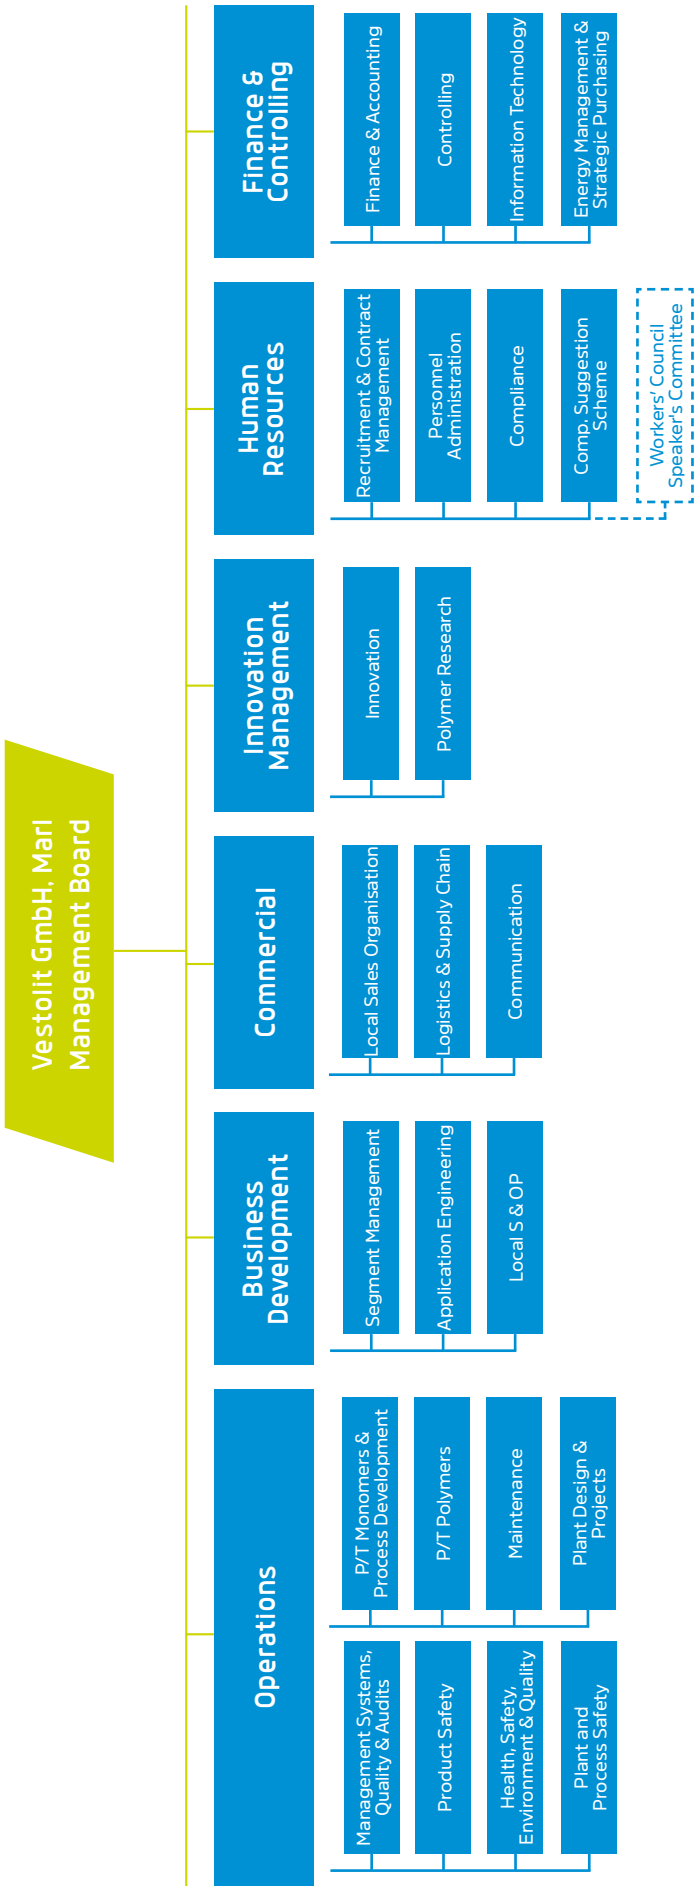 Vestolit GmbH, Marl
Management Board
Operations
Management Systems,
Quality & Audits
Product Safety
Health, Safety,
Environment & Quality
Plant and
Process Safety
P/T Monomers &
Process Development
P/T Polymers
Maintenance
Plant Design &
Projects
Business
Development
Segment Management
Application Engineering
Local S & OP
Commercial
Local Sales Organisation
Logistics & Supply Chain
Communication
Innovation
Management
Innovation
Polymer Research
Human
Resources
Recruitment & Contract
Management
Personnel
Administration
Compliance
Comp. Suggestion
Scheme
Workers’ Council
Speaker's Committee
Finance &
Controlling
Finance & Accounting
Controlling
Information Technology
Energy Management &
Strategic Purchasing